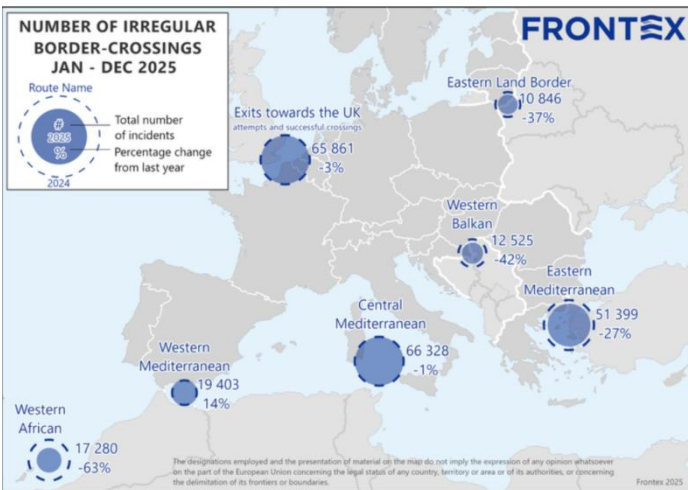 NUMBER OF IRREGULAR
BORDER-CROSSINGS
JAN - DEC 2025
Route Name
#
2025
%
Total number
of incidents
Percentage change
from last year
2024
FRONTEX
Eastern Land Border
10 846
-37%
Exits towards the UK
attempts and successful crossings
65 861
-3%
Western
Balkan
12 525
-42%
Eastern
Mediterranean
51 399
-27%
Central
Mediterranean
66 328
-1%
Western
Mediterranean
19 403
14%
Western
African
17 280
-63%
The designations employed and the presentation of material on the map do not imply the expression of any opinion whatsoever
on the part of the European Union concerning the legal status of any country, territory or area or of its authorities, or concerning
the delimitation of its frontiers or boundaries.
Frontex 2025